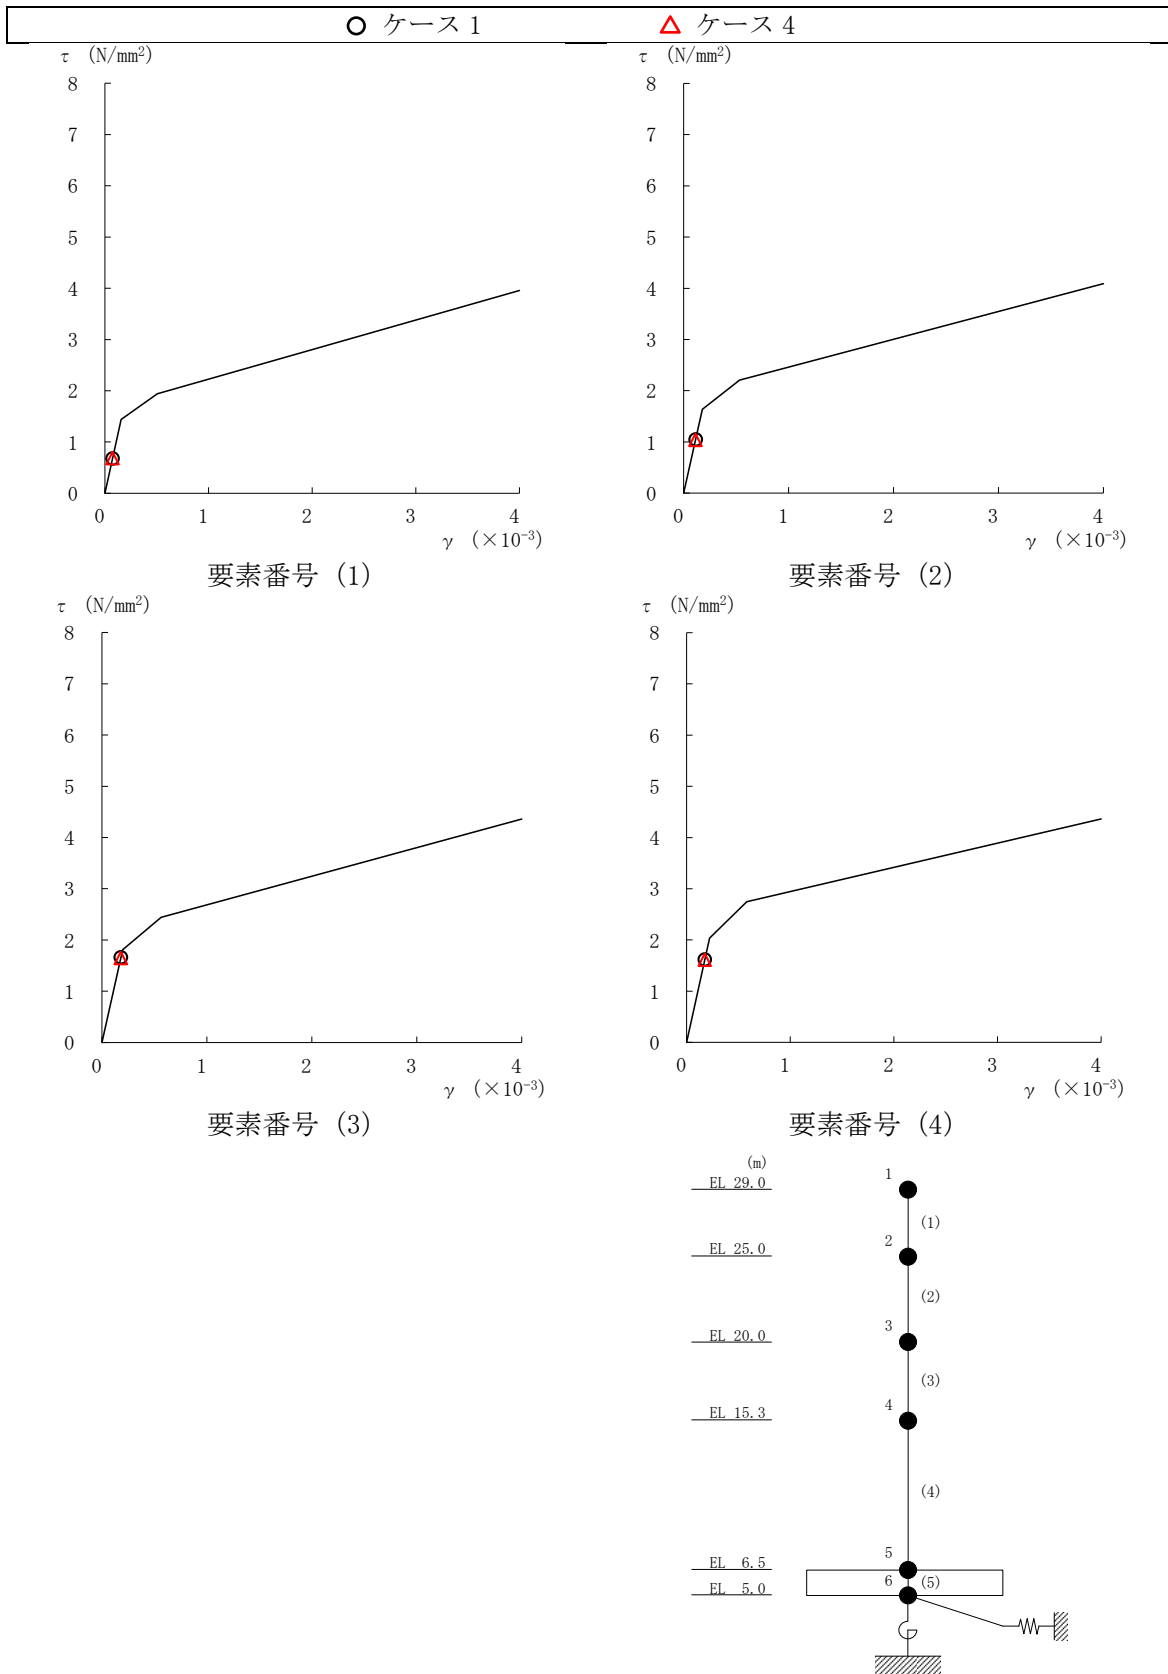 ○ ケース1 △ ケース4
τ (N/mm²) τ (N/mm²)
8 8
7 7
6 6
5 5
4 4
3 3
2 2
1 1
0 0
0 1 2 3 4 0 1 2 3 4
γ (×10⁻³) γ (×10⁻³)
要素番号 (1) 要素番号 (2)
τ (N/mm²) τ (N/mm²)
8 8
7 7
6 6
5 5
4 4
3 3
2 2
1 1
0 0
0 1 2 3 4 0 1 2 3 4
γ (×10⁻³) γ (×10⁻³)
要素番号 (3) 要素番号 (4)
(m)
EL 29.0 1
(1)
EL 25.0 2
(2)
EL 20.0 3
(3)
EL 15.3 4
(4)
EL 6.5 5
6 (5)
EL 5.0